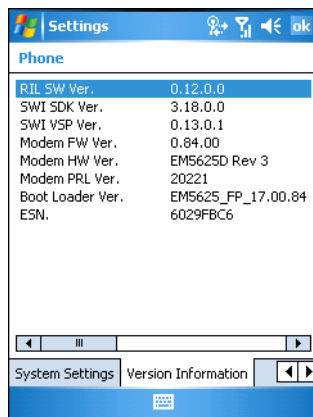 Settings ok
Phone
RIL SW Ver. 0.12.0.0
SWI SDK Ver. 3.18.0.0
SWI VSP Ver. 0.13.0.1
Modem FW Ver. 0.84.00
Modem HW Ver. EM5625D Rev 3
Modem PRL Ver. 20221
Boot Loader Ver. EM5625_FP_17.00.84
ESN. 6029FBC6
System Settings Version Information